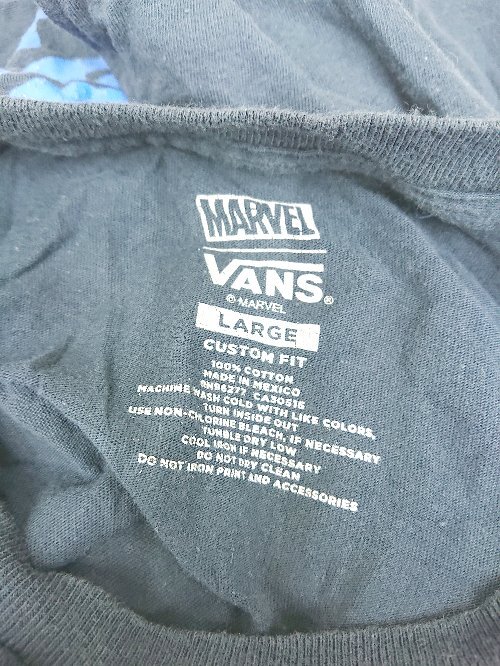 MARVEL
VANS®
© MARVEL
LARGE
CUSTOM FIT
100% COTTON
MADE IN MEXICO
RN86277 CA30515
MACHINE WASH COLD WITH LIKE COLORS,
TURN INSIDE OUT
USE NON-CHLORINE BLEACH, IF NECESSARY
TUMBLE DRY LOW
COOL IRON IF NECESSARY
DO NOT DRY CLEAN
DO NOT IRON PRINT AND ACCESSORIES